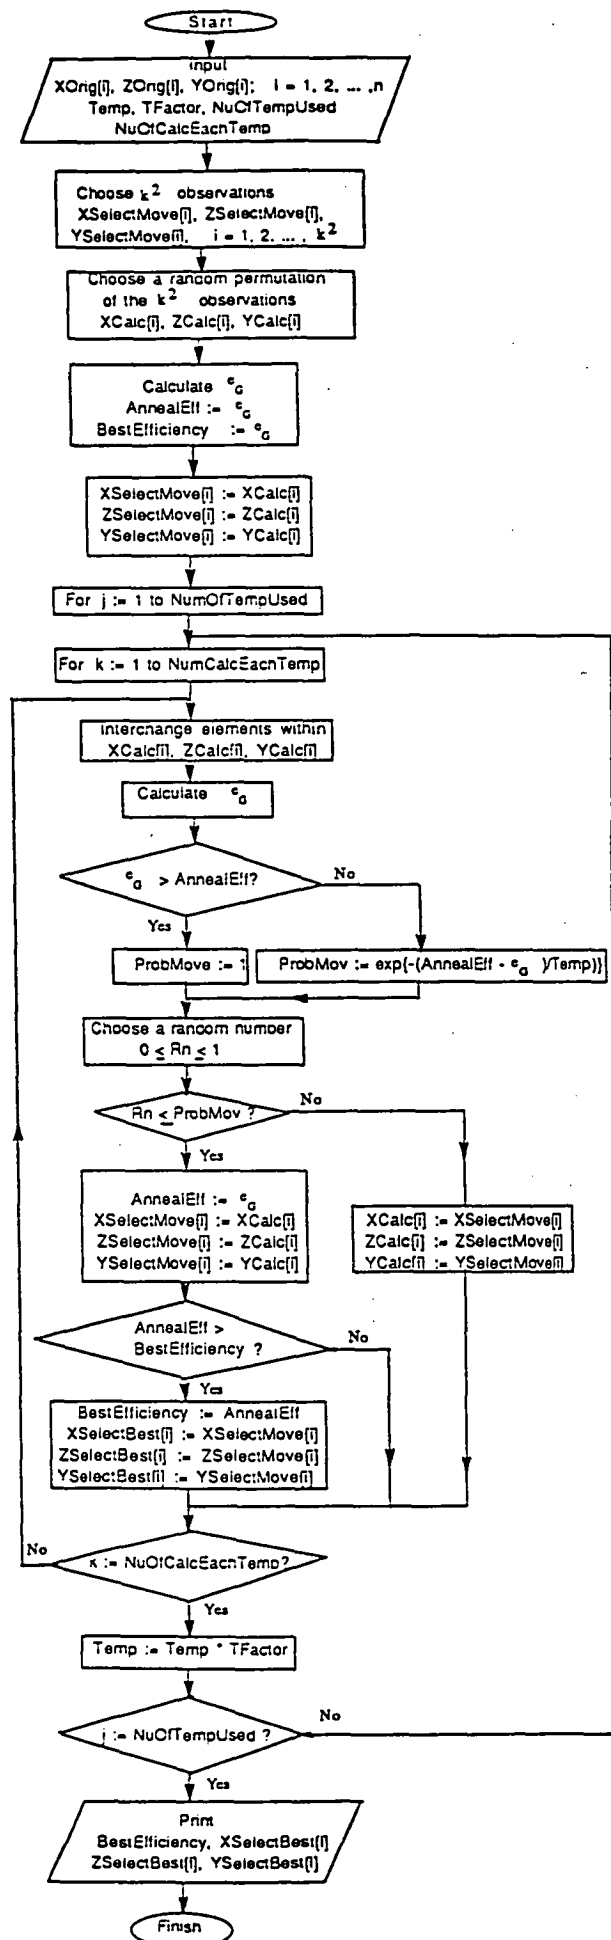 Start
Input
XOrig[i], ZOrig[i], YOrig[i]; i = 1, 2, ... ,n
Temp, TFactor, NuOfTempUsed
NuOfCalcEachTemp
Choose k² observations
XSelectMove[i], ZSelectMove[i],
YSelectMove[i], i = 1, 2, ... , k²
Choose a random permutation
of the k² observations
XCalc[i], ZCalc[i], YCalc[i]
Calculate e_G
AnnealEff := e_G
BestEfficiency := e_G
XSelectMove[i] := XCalc[i]
ZSelectMove[i] := ZCalc[i]
YSelectMove[i] := YCalc[i]
For j := 1 to NumOfTempUsed
For k := 1 to NumCalcEachTemp
Interchange elements within
XCalc[i], ZCalc[i], YCalc[i]
Calculate e_G
e_G > AnnealEff?
No
Yes
ProbMove := 1
ProbMov := exp{-(AnnealEff - e_G )/Temp)}
Choose a random number
0 ≤ Rn ≤ 1
Rn ≤ ProbMov ?
No
Yes
AnnealEff := e_G
XSelectMove[i] := XCalc[i]
ZSelectMove[i] := ZCalc[i]
YSelectMove[i] := YCalc[i]
XCalc[i] := XSelectMove[i]
ZCalc[i] := ZSelectMove[i]
YCalc[i] := YSelectMove[i]
AnnealEff >
BestEfficiency ?
No
Yes
BestEfficiency := AnnealEff
XSelectBest[i] := XSelectMove[i]
ZSelectBest[i] := ZSelectMove[i]
YSelectBest[i] := YSelectMove[i]
No
k := NuOfCalcEachTemp?
Yes
Temp := Temp * TFactor
j := NuOfTempUsed ?
No
Yes
Print
BestEfficiency, XSelectBest[i]
ZSelectBest[i], YSelectBest[i]
Finish